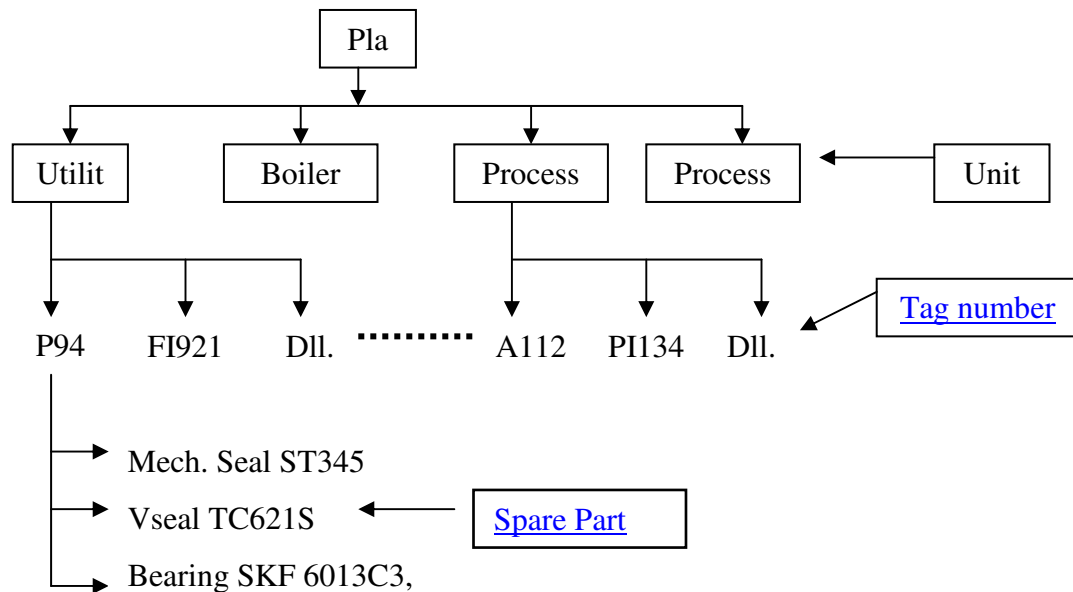 Pla
Utilit Boiler Process Process Unit
Tag number
P94 FI921 Dll. A112 PI134 Dll.
Mech. Seal ST345
Vseal TC621S Spare Part
Bearing SKF 6013C3,